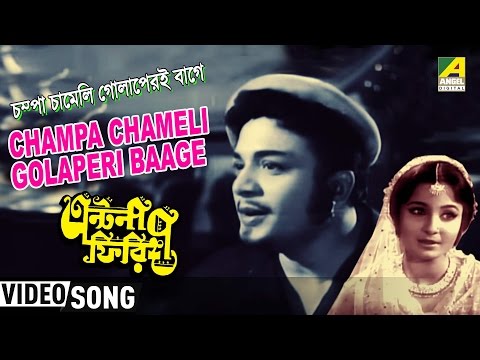 চম্পা চামেলি গোলাপেরই বাগে
CHAMPA CHAMELI
GOLAPERI BAAGE
এন্টনী
ফিরিঙ্গি
VIDEO SONG
A
ANGEL
DIGITAL